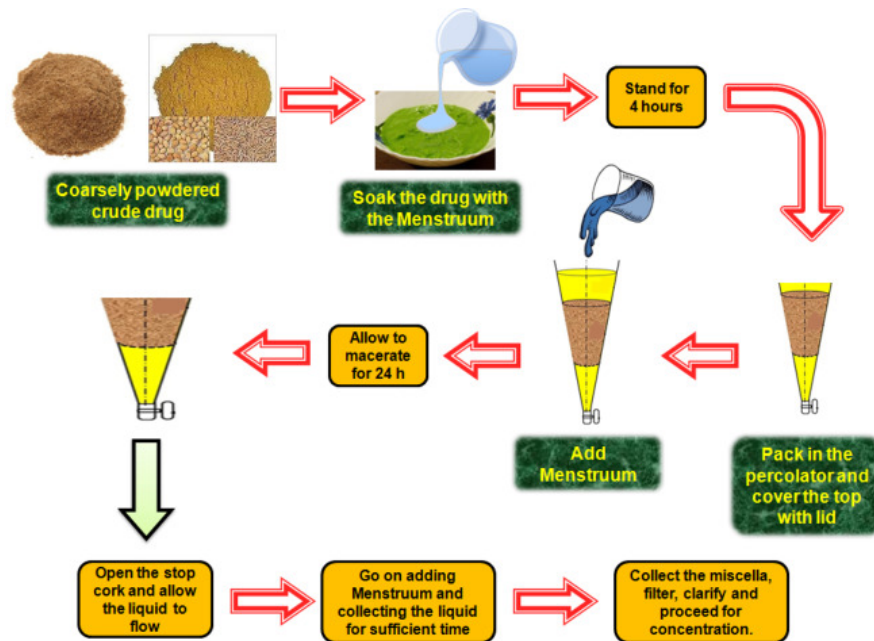 Coarsely powdered
crude drug
Soak the drug with
the Menstruum
Stand for
4 hours
Pack in the
percolator and
cover the top
with lid
Add
Menstruum
Allow to
macerate
for 24 h
Open the stop
cork and allow
the liquid to
flow
Go on adding
Menstruum and
collecting the liquid
for sufficient time
Collect the miscella,
filter, clarify and
proceed for
concentration.